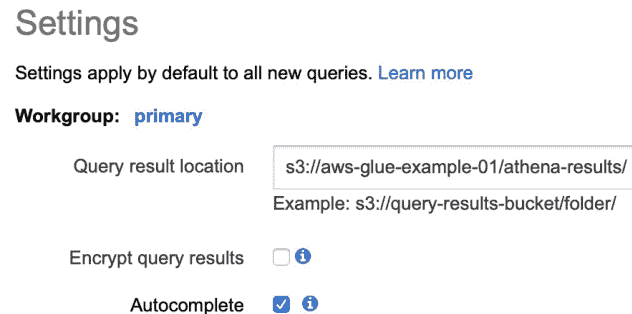 Settings
Settings apply by default to all new queries. Learn more
Workgroup: primary
Query result location s3://aws-glue-example-01/athena-results/
Example: s3://query-results-bucket/folder/
Encrypt query results
Autocomplete